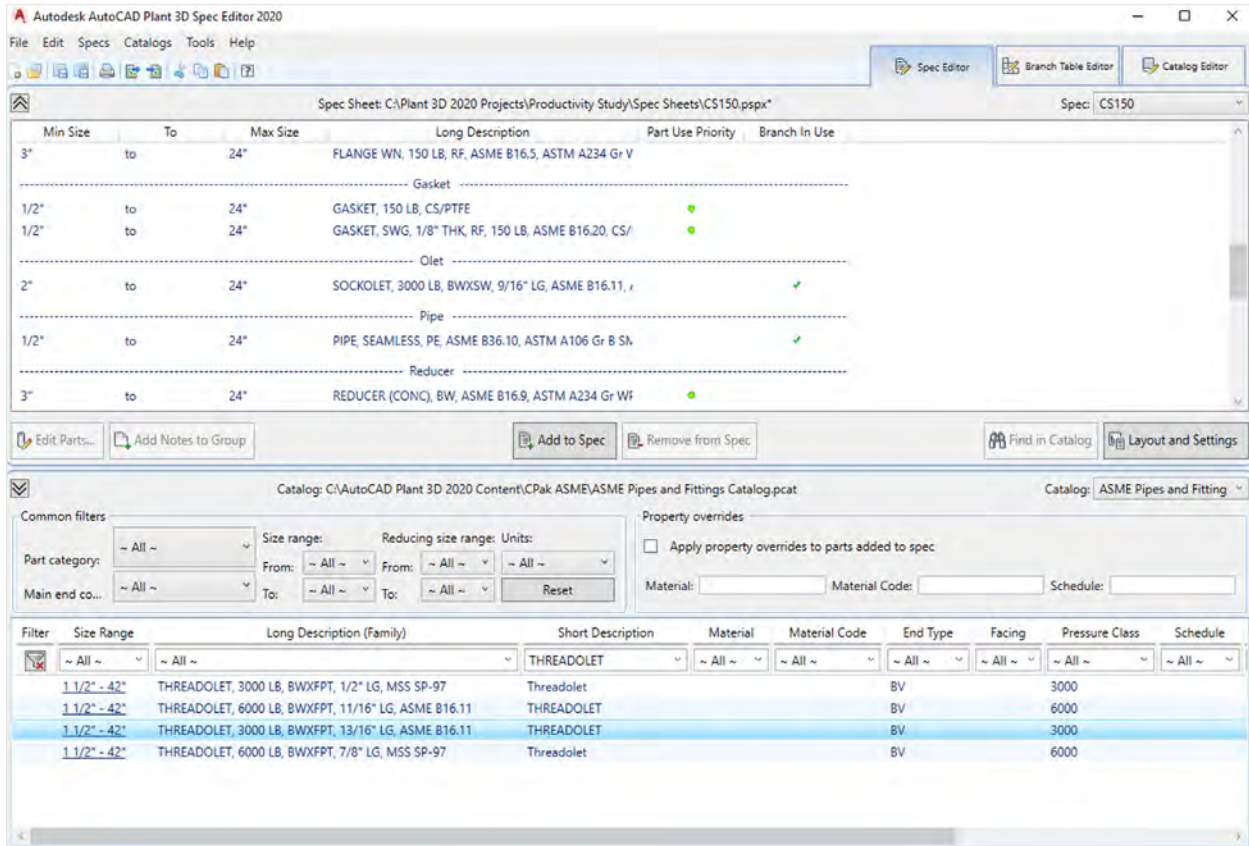 Autodesk AutoCAD Plant 3D Spec Editor 2020
File Edit Specs Catalogs Tools Help
Spec Editor Branch Table Editor Catalog Editor
Spec Sheet: C:\Plant 3D 2020 Projects\Productivity Study\Spec Sheets\CS150.pspx* Spec: CS150
Min Size To Max Size Long Description Part Use Priority Branch In Use
3" to 24" FLANGE WN, 150 LB, RF, ASME B16.5, ASTM A234 Gr V
Gasket
1/2" to 24" GASKET, 150 LB, CS/PTFE
1/2" to 24" GASKET, SWG, 1/8" THK, RF, 150 LB, ASME B16.20, CS/
Olet
2" to 24" SOCKOLET, 3000 LB, BWXSW, 9/16" LG, ASME B16.11,
Pipe
1/2" to 24" PIPE, SEAMLESS, PE, ASME B36.10, ASTM A106 Gr B
Reducer
3" to 24" REDUCER (CONC), BW, ASME B16.9, ASTM A234 Gr
Edit Parts... Add Notes to Group Add to Spec Remove from Spec Find in Catalog Layout and Settings
Catalog: C:\AutoCAD Plant 3D 2020 Content\CPak ASME\ASME Pipes and Fittings Catalog.pcat Catalog: ASME Pipes and Fitting
Common filters Property overrides
Part category: ~ All ~ Size range: Reducing size range: Units:
From: ~ All ~ From: ~ All ~ ~ All ~ Apply property overrides to parts added to spec
Main end co... ~ All ~ To: ~ All ~ To: ~ All ~ Reset Material: Material Code: Schedule:
Filter Size Range Long Description (Family) Short Description Material Material Code End Type Facing Pressure Class Schedule
~ All ~ ~ All ~ THREADOLET ~ All ~ ~ All ~ ~ All ~ ~ All ~ ~ All ~ ~ All ~
1 1/2" - 42" THREADOLET, 3000 LB, BWXFPT, 1/2" LG, MSS SP-97 Threadolet BV 3000
1 1/2" - 42" THREADOLET, 6000 LB, BWXFPT, 11/16" LG, ASME B16.11 THREADOLET BV 6000
1 1/2" - 42" THREADOLET, 3000 LB, BWXFPT, 13/16" LG, ASME B16.11 THREADOLET BV 3000
1 1/2" - 42" THREADOLET, 6000 LB, BWXFPT, 7/8" LG, MSS SP-97 Threadolet BV 6000